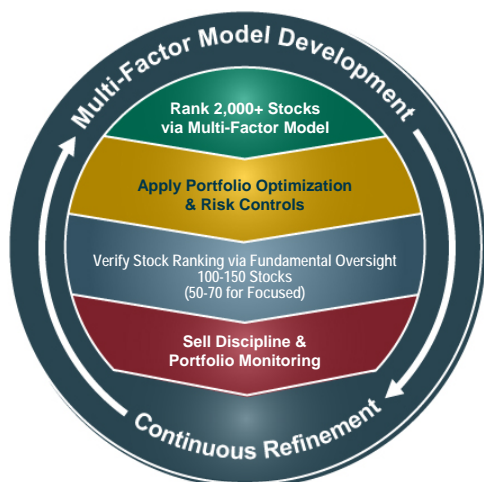 Multi-Factor Model Development
Rank 2,000+ Stocks
via Multi-Factor Model
Apply Portfolio Optimization
& Risk Controls
Verify Stock Ranking via Fundamental Oversight
100-150 Stocks
(50-70 for Focused)
Sell Discipline &
Portfolio Monitoring
Continuous Refinement